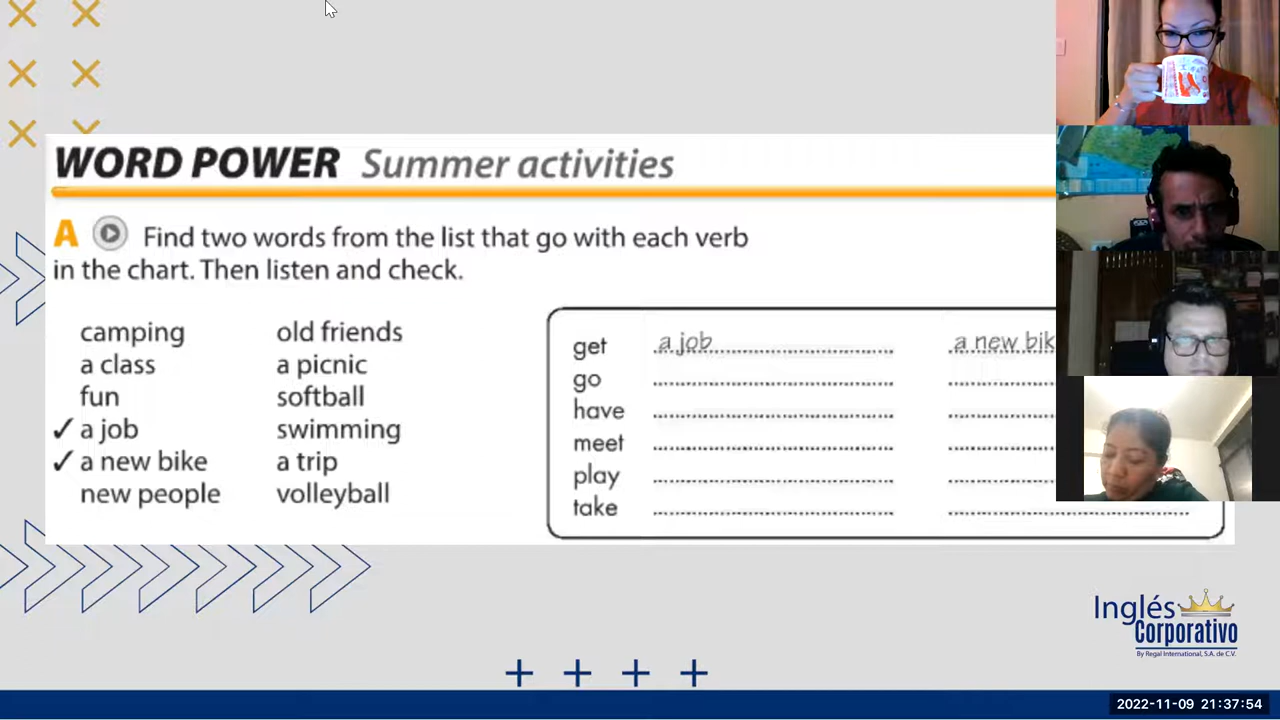 WORD POWER Summer activities
A Find two words from the list that go with each verb
in the chart. Then listen and check.
camping old friends
a class a picnic
fun softball
✓ a job swimming
✓ a new bike a trip
new people volleyball
get a job a new bik
go
have
meet
play
take
Inglés
Corporativo
By Regal International, S.A. de C.V.
2022-11-09 21:37:54